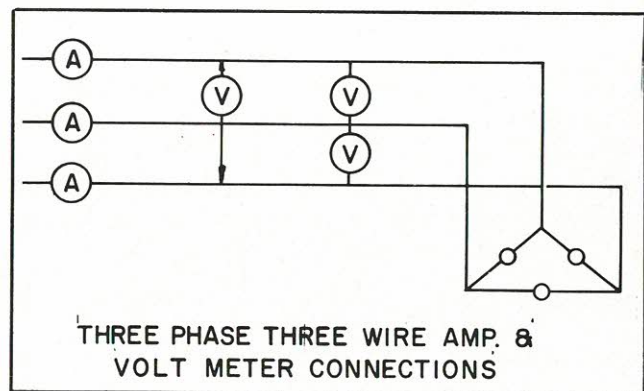 A
V
V
A
V
A
THREE PHASE THREE WIRE AMP. &
VOLT METER CONNECTIONS